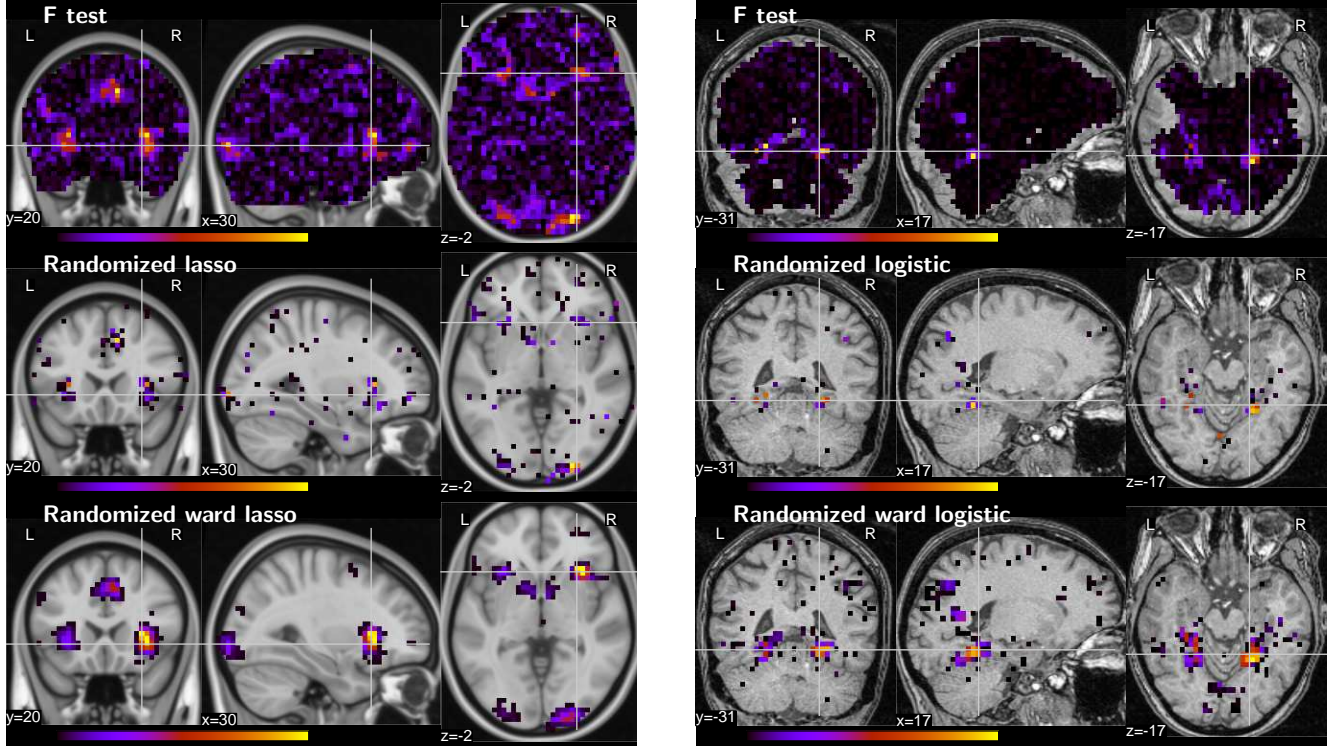 F test
L R L R
y=20 x=30 z=-2
Randomized lasso
L R L R
y=20 x=30 z=-2
Randomized ward lasso
L R L R
y=20 x=30 z=-2
F test
L R L R
y=-31 x=17 z=-17
Randomized logistic
L R L R
y=-31 x=17 z=-17
Randomized ward logistic
L R L R
y=-31 x=17 z=-17